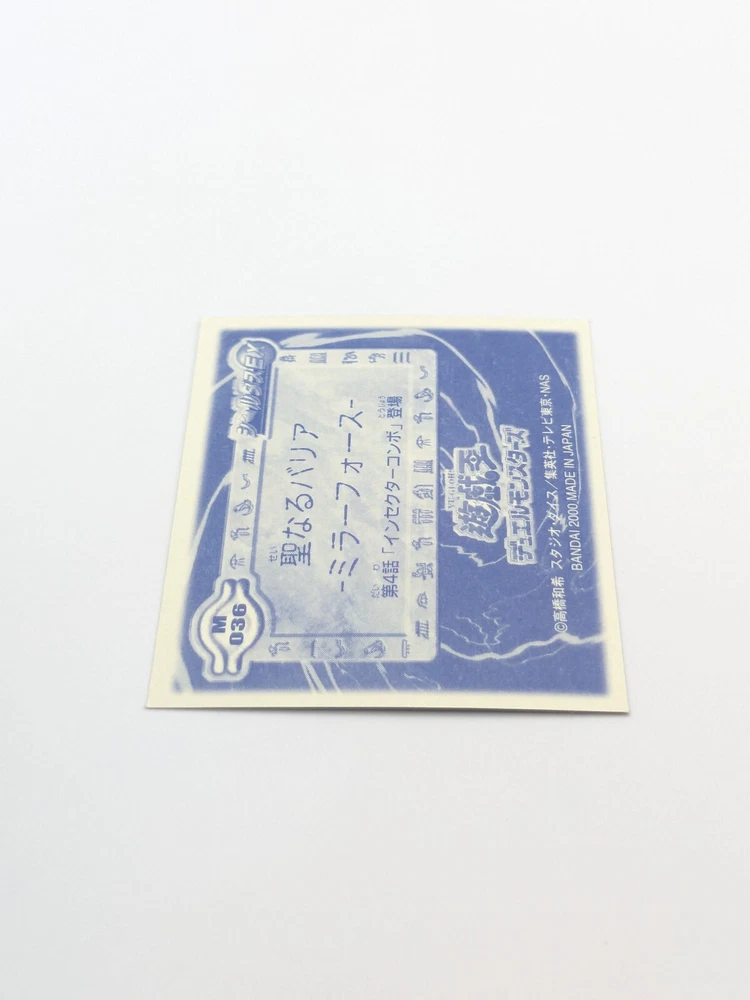 シールダスEX
M
036
聖なるバリア
-ミラーフォース-
第4話「インセクターコンボ」登場
遊戯王
デュエルモンスターズ
©高橋和希 スタジオ・ダイス/集英社・テレビ東京・NAS
BANDAI 2000 MADE IN JAPAN